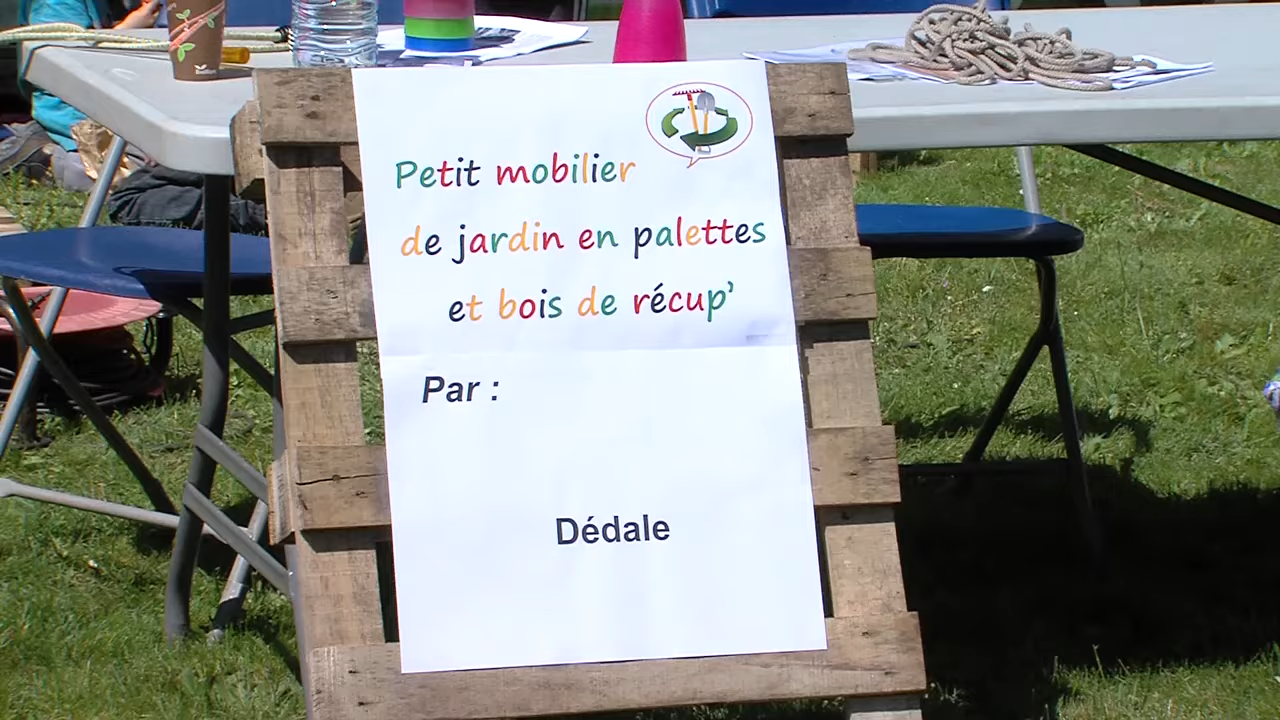 Petit mobilier
de jardin en palettes
et bois de récup'
Par :
Dédale